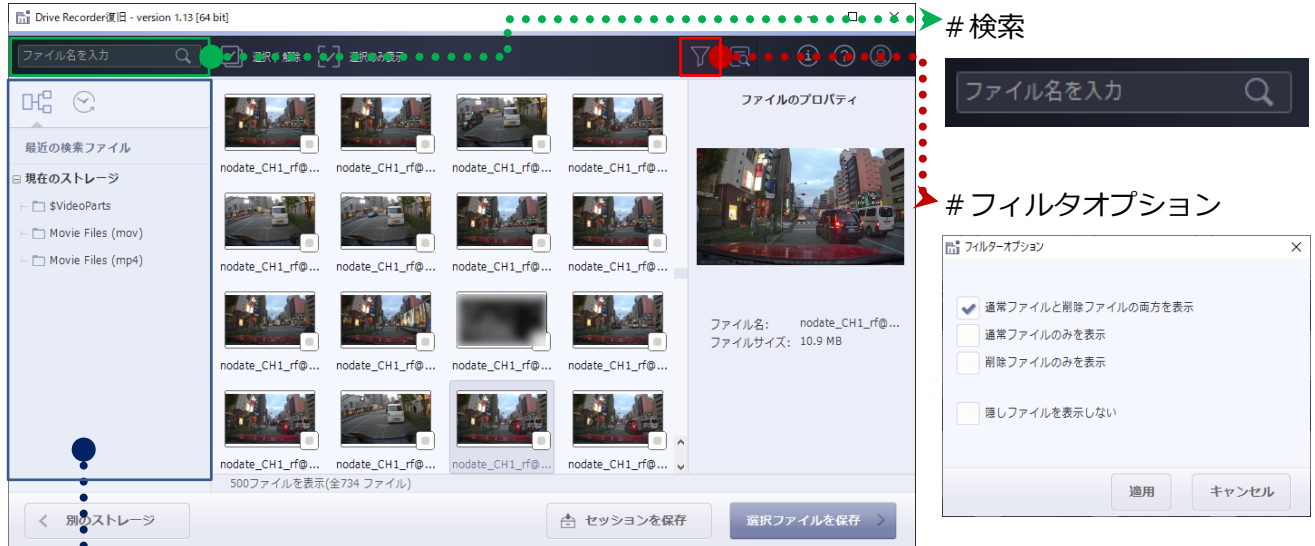 Drive Recorder復旧 - version 1.13 [64 bit]
ファイル名を入力
選択 / 解除
選択のみ表示
最近の検索ファイル
現在のストレージ
$VideoParts
Movie Files (mov)
Movie Files (mp4)
nodate_CH1_rf@... nodate_CH1_rf@... nodate_CH1_rf@... nodate_CH1_rf@...
nodate_CH1_rf@... nodate_CH1_rf@... nodate_CH1_rf@... nodate_CH1_rf@...
nodate_CH1_rf@... nodate_CH1_rf@... nodate_CH1_rf@... nodate_CH1_rf@...
nodate_CH1_rf@... nodate_CH1_rf@... nodate_CH1_rf@... nodate_CH1_rf@...
500ファイルを表示(全734 ファイル)
ファイルのプロパティ
ファイル名: nodate_CH1_rf@...
ファイルサイズ: 10.9 MB
別のストレージ
セッションを保存
選択ファイルを保存
#検索
ファイル名を入力
#フィルタオプション
フィルターオプション
通常ファイルと削除ファイルの両方を表示
通常ファイルのみを表示
削除ファイルのみを表示
隠しファイルを表示しない
適用
キャンセル